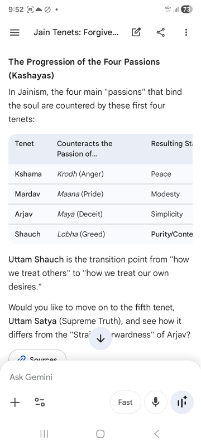 9:52
73
Jain Tenets: Forgive...
The Progression of the Four Passions
(Kashayas)
In Jainism, the four main "passions" that bind
the soul are countered by these first four
tenets:
Tenet Counteracts the Passion of... Resulting Sta
Kshama Krodh (Anger) Peace
Mardav Maana (Pride) Modesty
Arjav Maya (Deceit) Simplicity
Shauch Lobha (Greed) Purity/Conte
Uttam Shauch is the transition point from "how
we treat others" to "how we treat our own
desires."
Would you like to move on to the fifth tenet,
Uttam Satya (Supreme Truth), and see how it
differs from the "Strai rwardness" of Arjav?
Sources
Ask Gemini
Fast